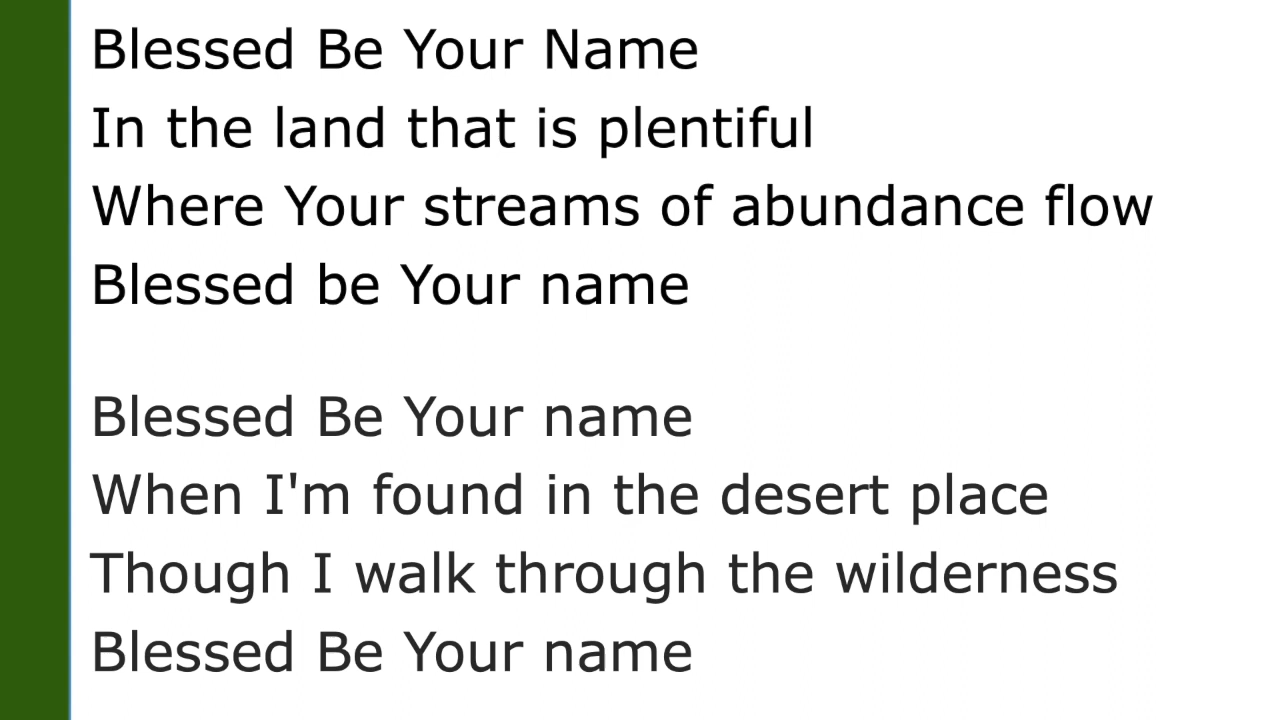 Blessed Be Your Name
In the land that is plentiful
Where Your streams of abundance flow
Blessed be Your name
Blessed Be Your name
When I'm found in the desert place
Though I walk through the wilderness
Blessed Be Your name